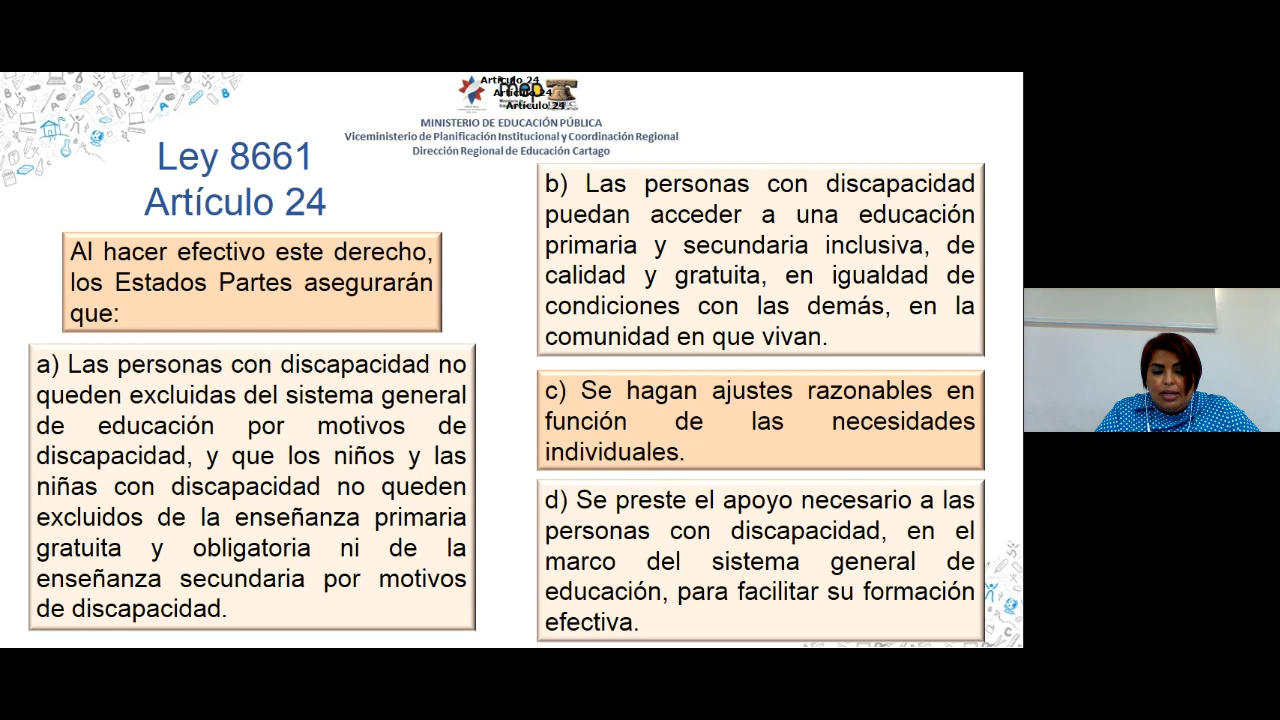 Artículo 24
Artículo 24
Artículo 24
mep
MINISTERIO DE EDUCACIÓN PÚBLICA
Viceministerio de Planificación Institucional y Coordinación Regional
Dirección Regional de Educación Cartago
Ley 8661
Artículo 24
Al hacer efectivo este derecho,
los Estados Partes asegurarán
que:
a) Las personas con discapacidad no
queden excluidas del sistema general
de educación por motivos de
discapacidad, y que los niños y las
niñas con discapacidad no queden
excluidos de la enseñanza primaria
gratuita y obligatoria ni de la
enseñanza secundaria por motivos
de discapacidad.
b) Las personas con discapacidad
puedan acceder a una educación
primaria y secundaria inclusiva, de
calidad y gratuita, en igualdad de
condiciones con las demás, en la
comunidad en que vivan.
c) Se hagan ajustes razonables en
función de las necesidades
individuales.
d) Se preste el apoyo necesario a las
personas con discapacidad, en el
marco del sistema general de
educación, para facilitar su formación
efectiva.